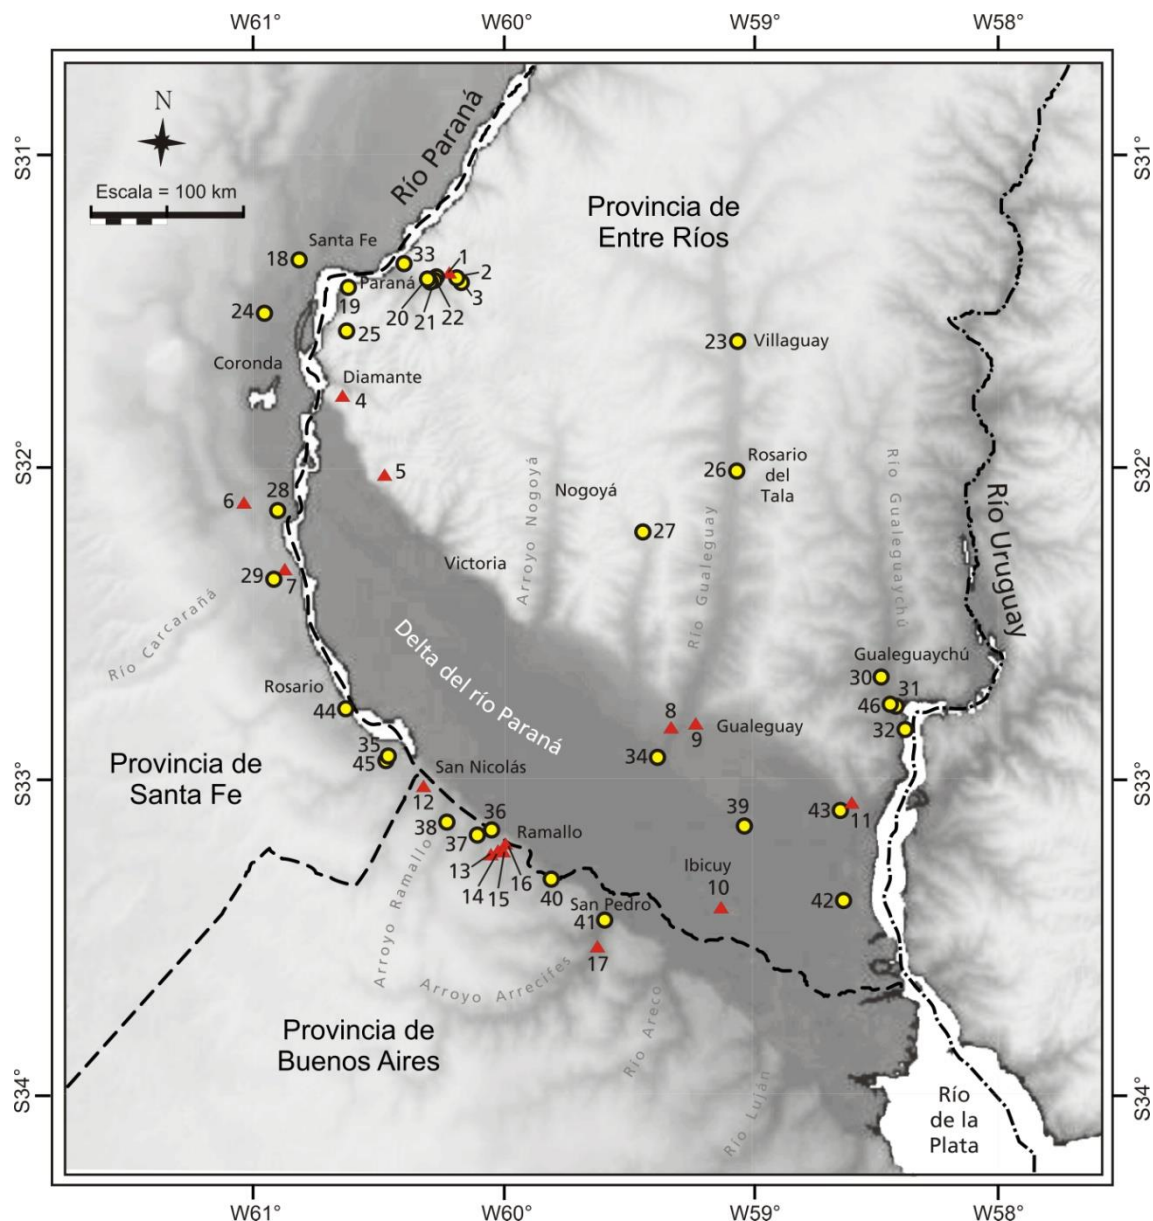 W61°
W60°
W59°
W58°
N
Escala = 100 km
Río Paraná
Provincia de
Entre Ríos
S31°
S31°
Santa Fe
18
33
1
2
3
Paraná
19
20
21
22
24
25
23
Villaguay
Coronda
Diamante
4
S32°
S32°
5
26
Rosario
del
Tala
Río Gualeguaychú
Nogoyá
Arroyo Nogoyá
6
28
27
Río Uruguay
Río Gualeguay
Victoria
29
7
Río Carcarañá
Delta del río Paraná
Gualeguaychú
30
31
46
32
Rosario
44
8
9
Gualeguay
34
35
45
Provincia de
Santa Fe
San Nicolás
12
S33°
S33°
36
38
37
Ramallo
13
14
15
16
39
43
11
Arroyo Ramallo
40
Ibicuy
10
42
San Pedro
41
17
Arroyo Arrecifes
Río Areco
Provincia de
Buenos Aires
Río Luján
S34°
S34°
Río
de la
Plata
W61°
W60°
W59°
W58°